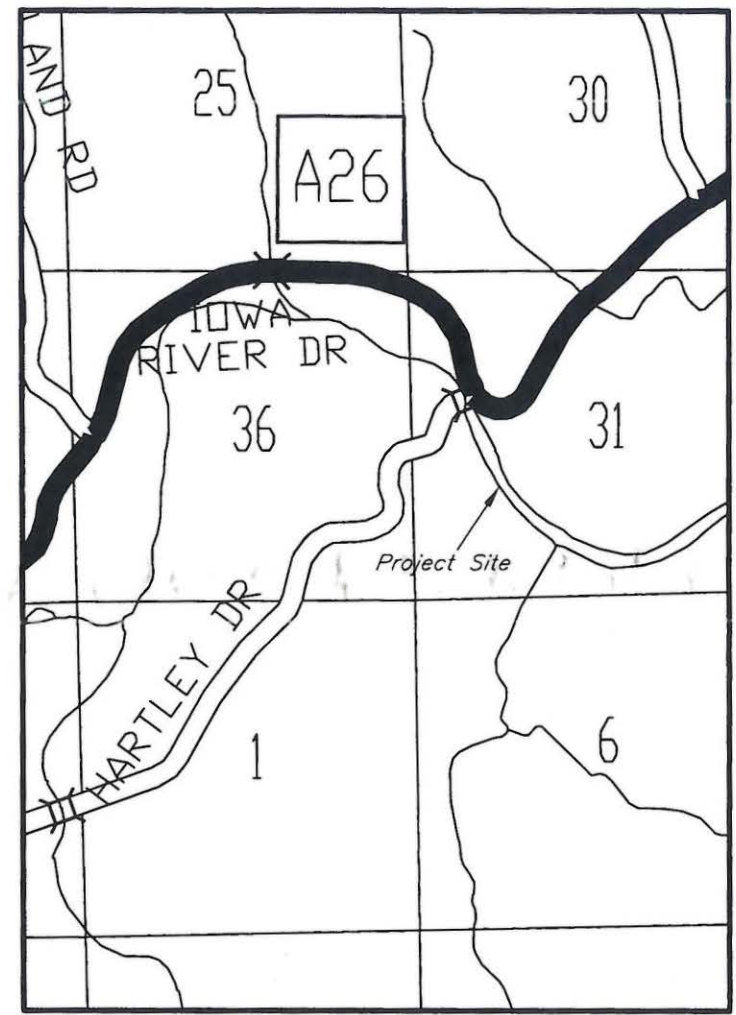 AND RD
25
30
A26
IOWA
RIVER DR
36
31
Project Site
HARTLEY DR
1
6